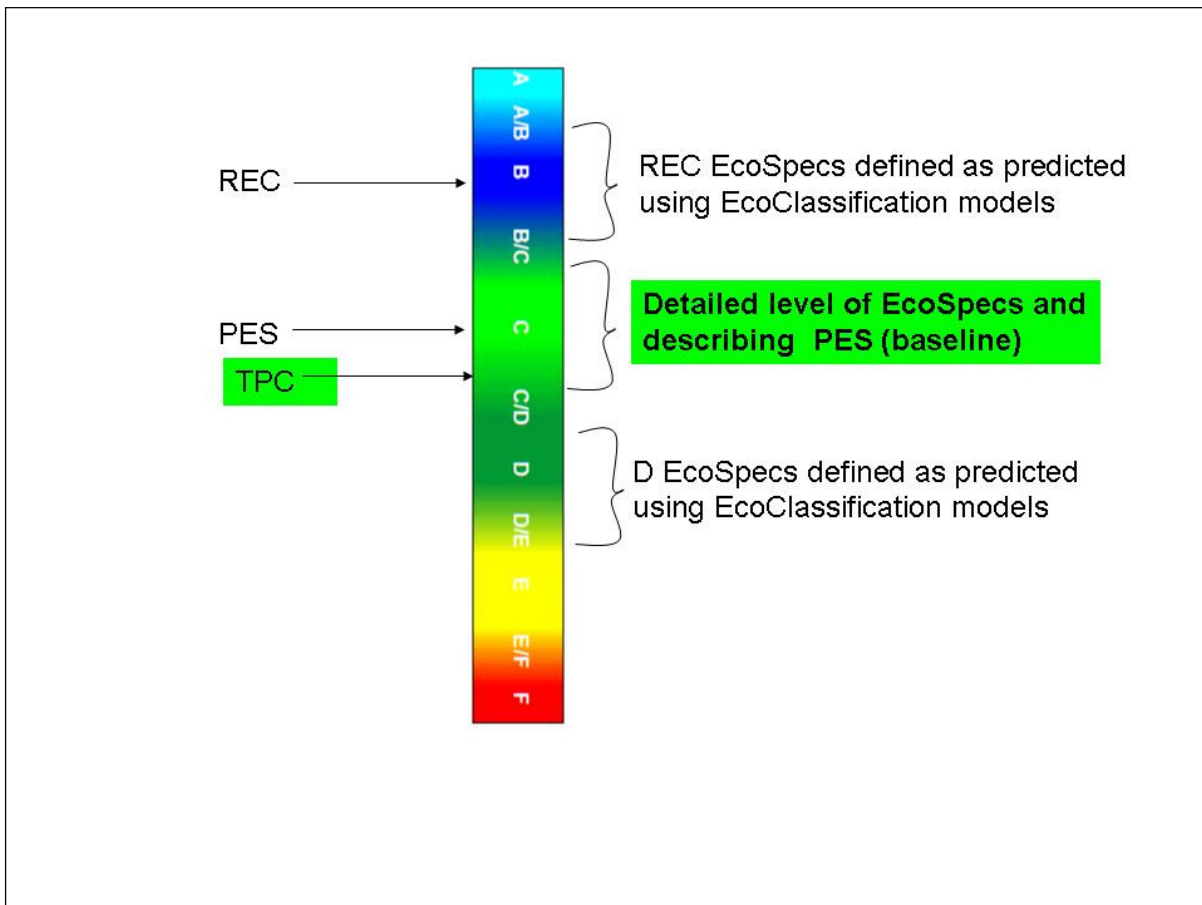 A
A/B
B
B/C
C
C/D
D
D/E
E
E/F
F
REC
PES
TPC
REC EcoSpecs defined as predicted
using EcoClassification models
Detailed level of EcoSpecs and
describing PES (baseline)
D EcoSpecs defined as predicted
using EcoClassification models